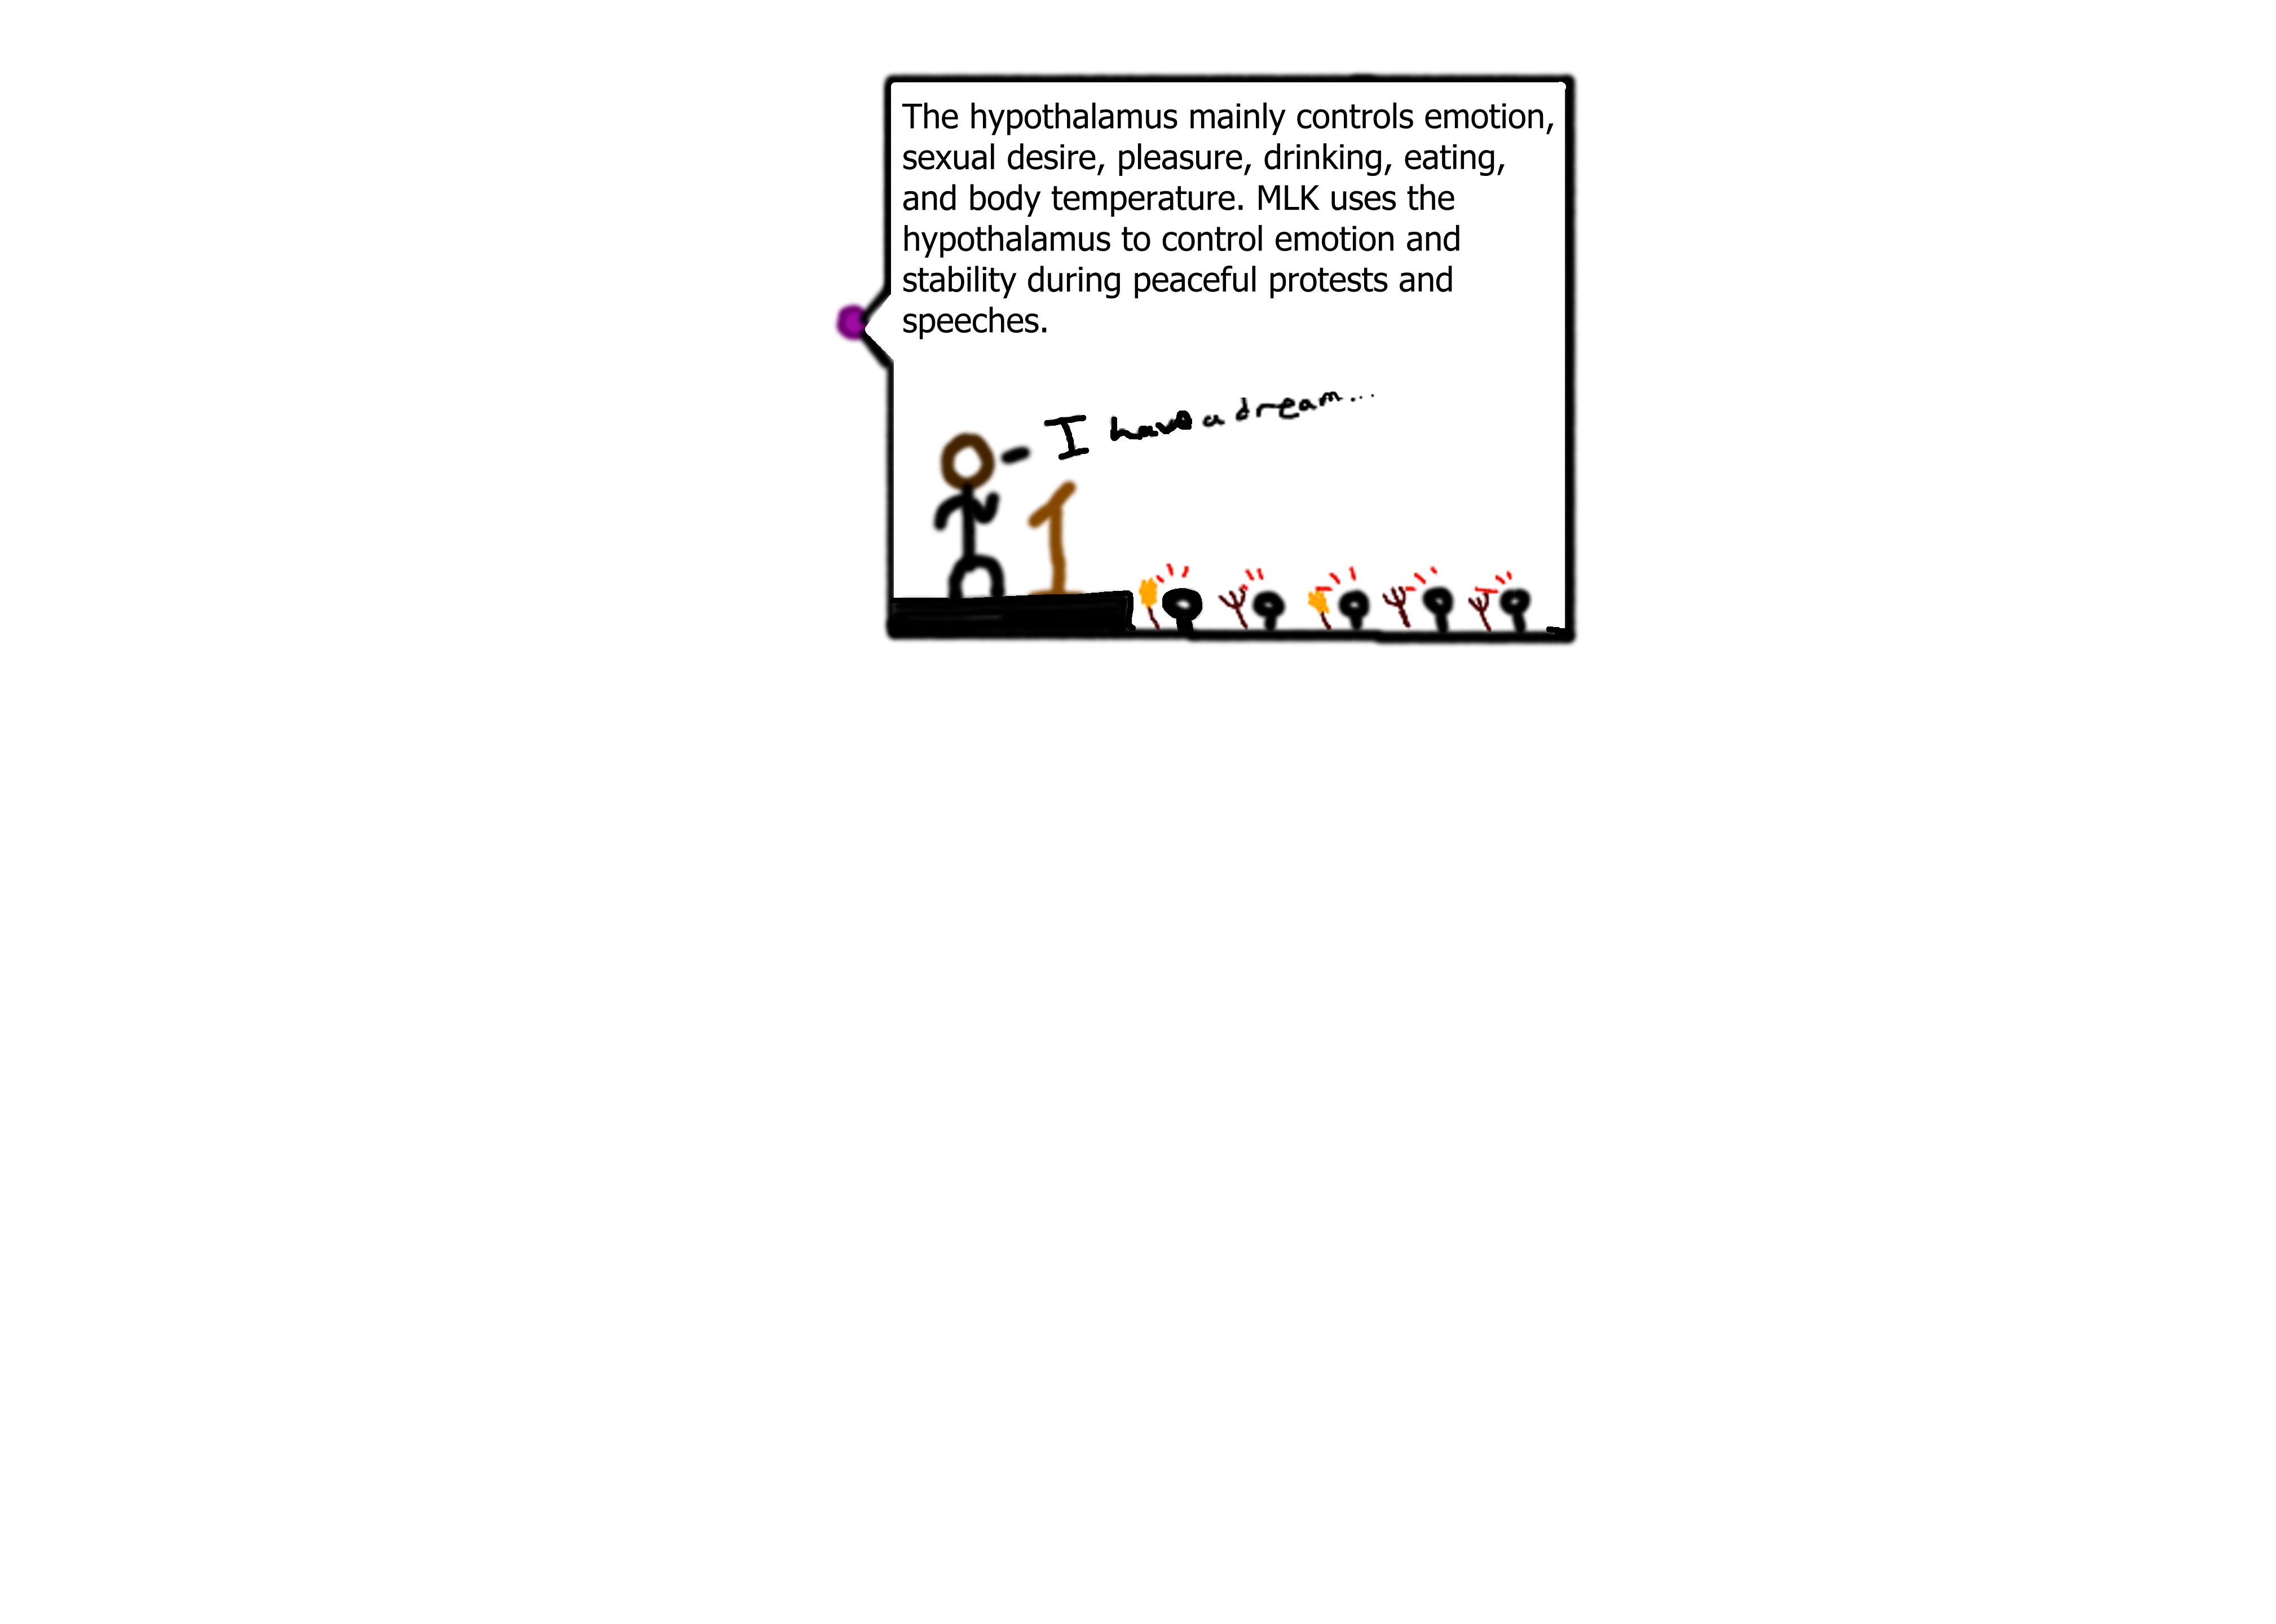 The hypothalamus mainly controls emotion,
sexual desire, pleasure, drinking, eating,
and body temperature. MLK uses the
hypothalamus to control emotion and
stability during peaceful protests and
speeches.
I have a dream...